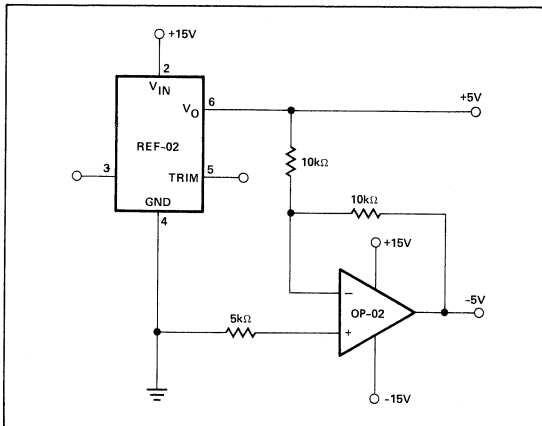 +15V
2
V_IN
V_O
6
+5V
REF-02
10kΩ
3
TRIM
5
10kΩ
GND
4
+15V
−
OP-02
-5V
5kΩ
+
-15V